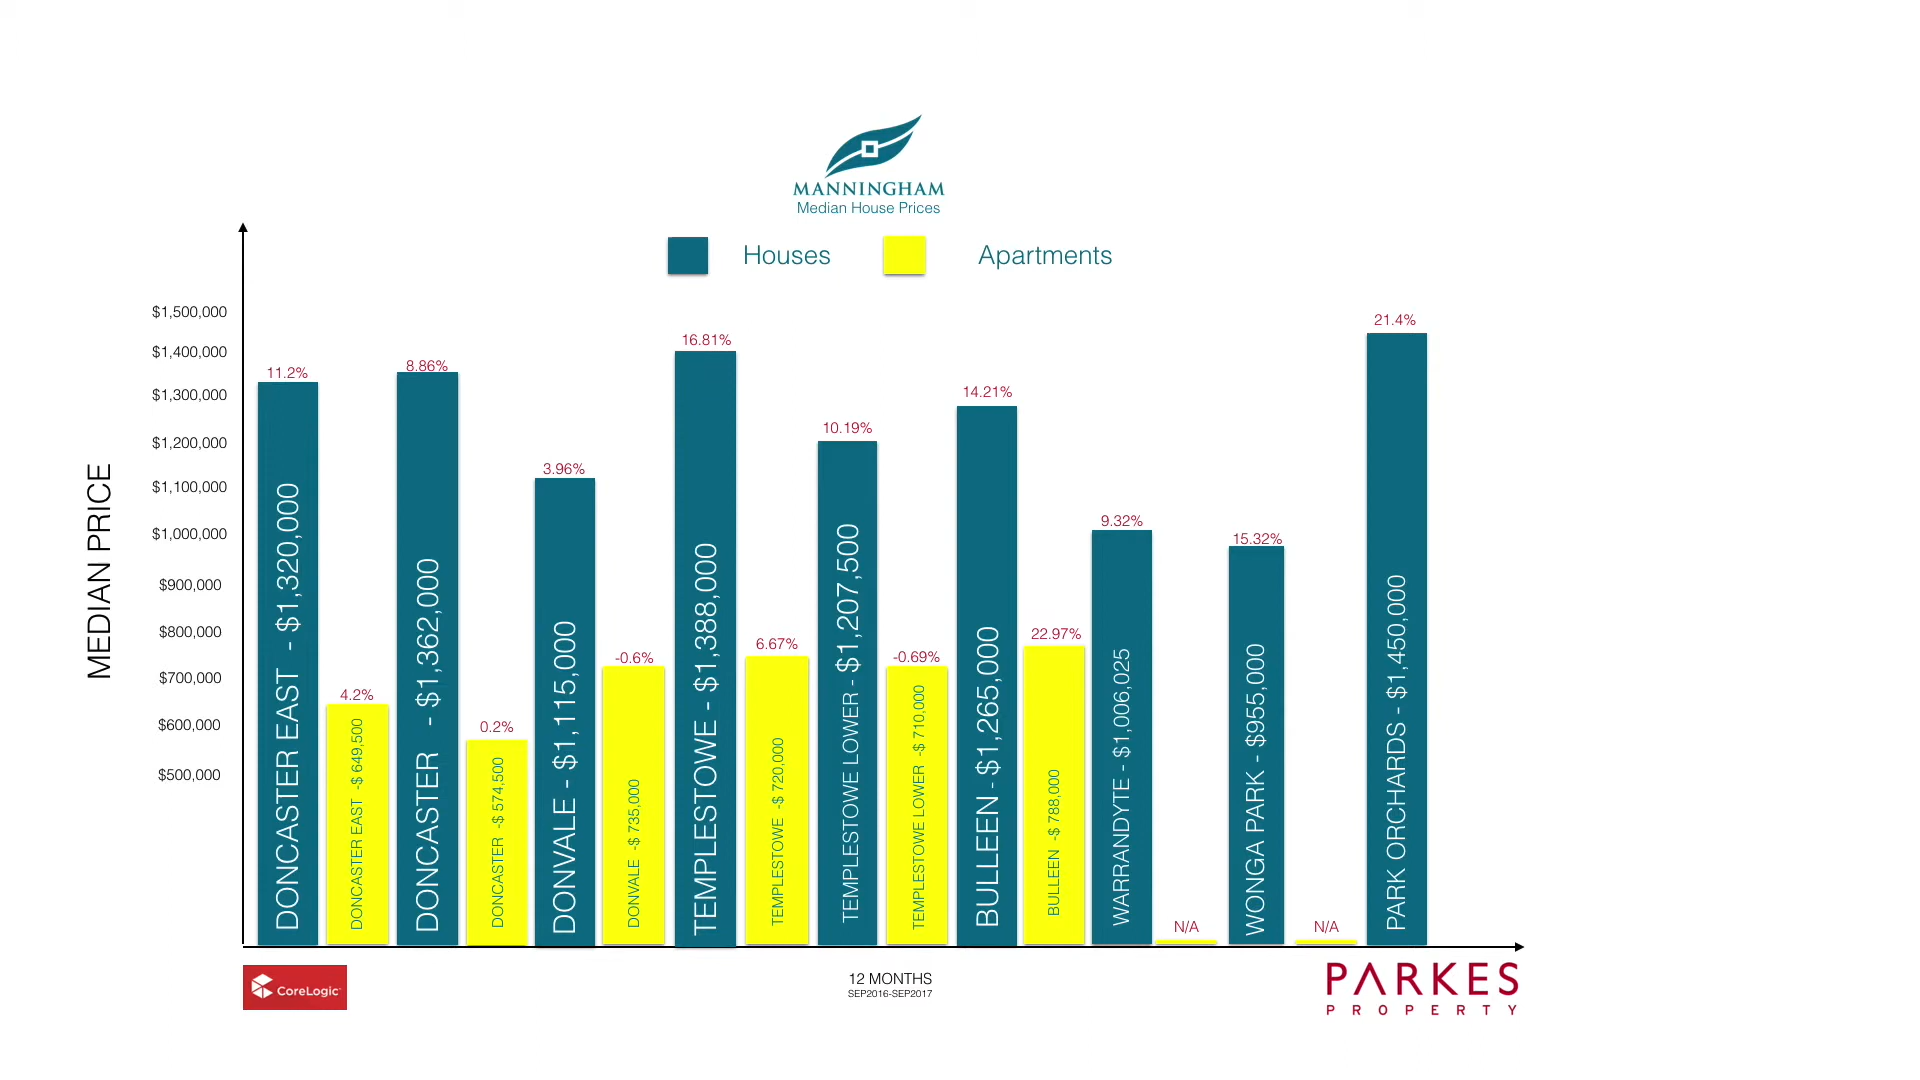 MANNINGHAM
Median House Prices
Houses
Apartments
MEDIAN PRICE
$1,500,000
$1,400,000
$1,300,000
$1,200,000
$1,100,000
$1,000,000
$900,000
$800,000
$700,000
$600,000
$500,000
11.2%
DONCASTER EAST - $1,320,000
4.2%
DONCASTER EAST -$ 649,500
8.86%
DONCASTER - $1,362,000
0.2%
DONCASTER -$ 574,500
3.96%
DONVALE - $1,115,000
-0.6%
DONVALE -$ 735,000
16.81%
TEMPLESTOWE - $1,388,000
6.67%
TEMPLESTOWE -$ 720,000
10.19%
TEMPLESTOWE LOWER - $1,207,500
-0.69%
TEMPLESTOWE LOWER -$ 710,000
14.21%
BULLEEN - $1,265,000
22.97%
BULLEEN -$ 788,000
9.32%
WARRANDYTE - $1,006,025
N/A
15.32%
WONGA PARK - $955,000
N/A
21.4%
PARK ORCHARDS - $1,450,000
CoreLogic
12 MONTHS
SEP2016-SEP2017
PARKES
PROPERTY